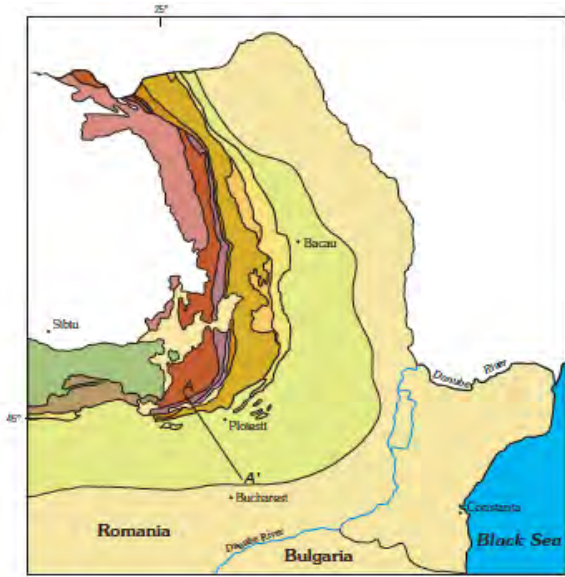 25°
Bacau
Sibiu
Danube River
A
45°
Ploiesti
A'
Bucharest
Constanta
Romania
Danube River
Black Sea
Bulgaria